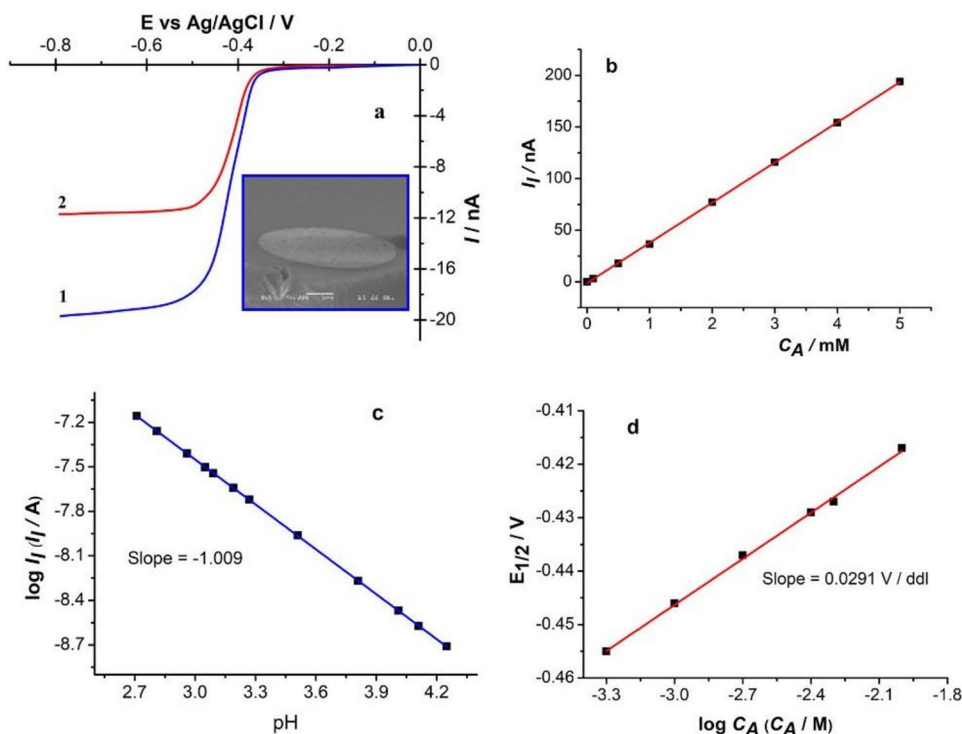 E vs Ag/AgCl / V
-0.8 -0.6 -0.4 -0.2 0.0
0
-4
-8
-12
-16
-20
I / nA
a
2
1
b
200
150
100
50
0
I_l / nA
0 1 2 3 4 5
C_A / mM
c
-7.2
-7.5
-7.8
-8.1
-8.4
-8.7
log I_l (I_l / A)
Slope = -1.009
2.7 3.0 3.3 3.6 3.9 4.2
pH
d
-0.41
-0.42
-0.43
-0.44
-0.45
-0.46
E1/2 / V
Slope = 0.0291 V / ddl
-3.3 -3.0 -2.7 -2.4 -2.1 -1.8
log C_A (C_A / M)